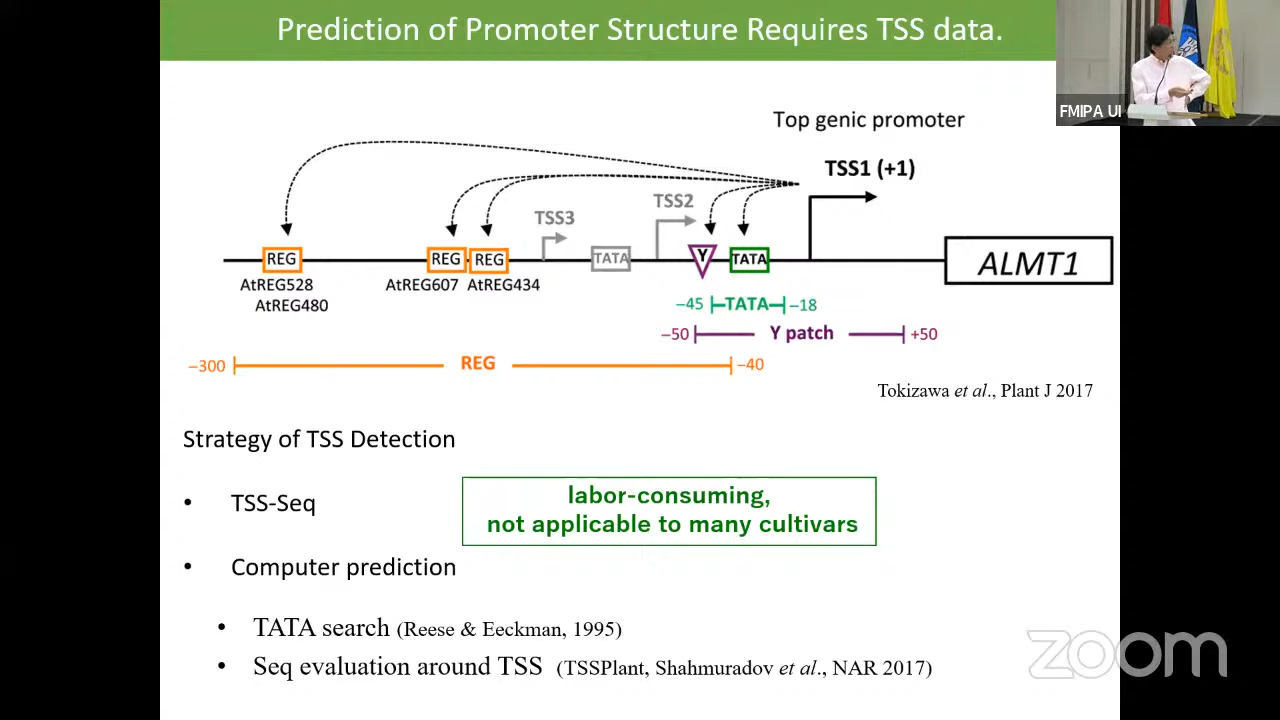 Prediction of Promoter Structure Requires TSS data.
FMIPA UI
Top genic promoter
TSS1 (+1)
TSS2
TSS3
REG
REG
REG
TATA
Y
TATA
ALMT1
AtREG528
AtREG480
AtREG607
AtREG434
−45
TATA
−18
−50
Y patch
+50
−300
REG
−40
Tokizawa et al., Plant J 2017
Strategy of TSS Detection
• TSS-Seq
labor-consuming,
not applicable to many cultivars
• Computer prediction
• TATA search (Reese & Eeckman, 1995)
• Seq evaluation around TSS (TSSPlant, Shahmuradov et al., NAR 2017)
zoom